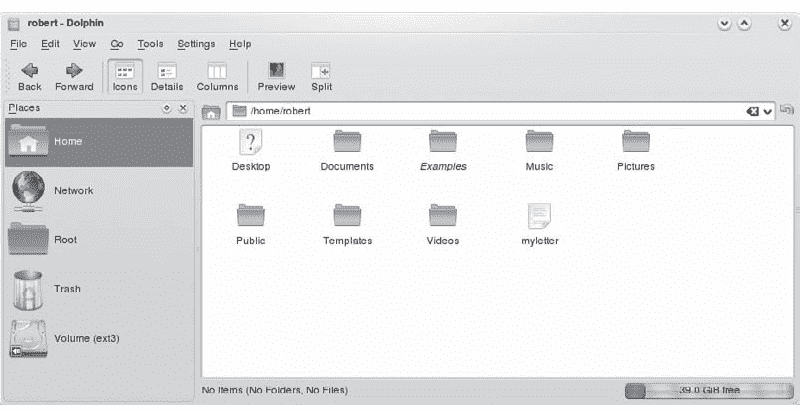 robert - Dolphin
File Edit View Go Tools Settings Help
Back Forward Icons Details Columns Preview Split
Places
/home/robert
Home
Network
Root
Trash
Volume (ext3)
Desktop Documents Examples Music Pictures
Public Templates Videos myletter
No Items (No Folders, No Files)
39.0 GiB free